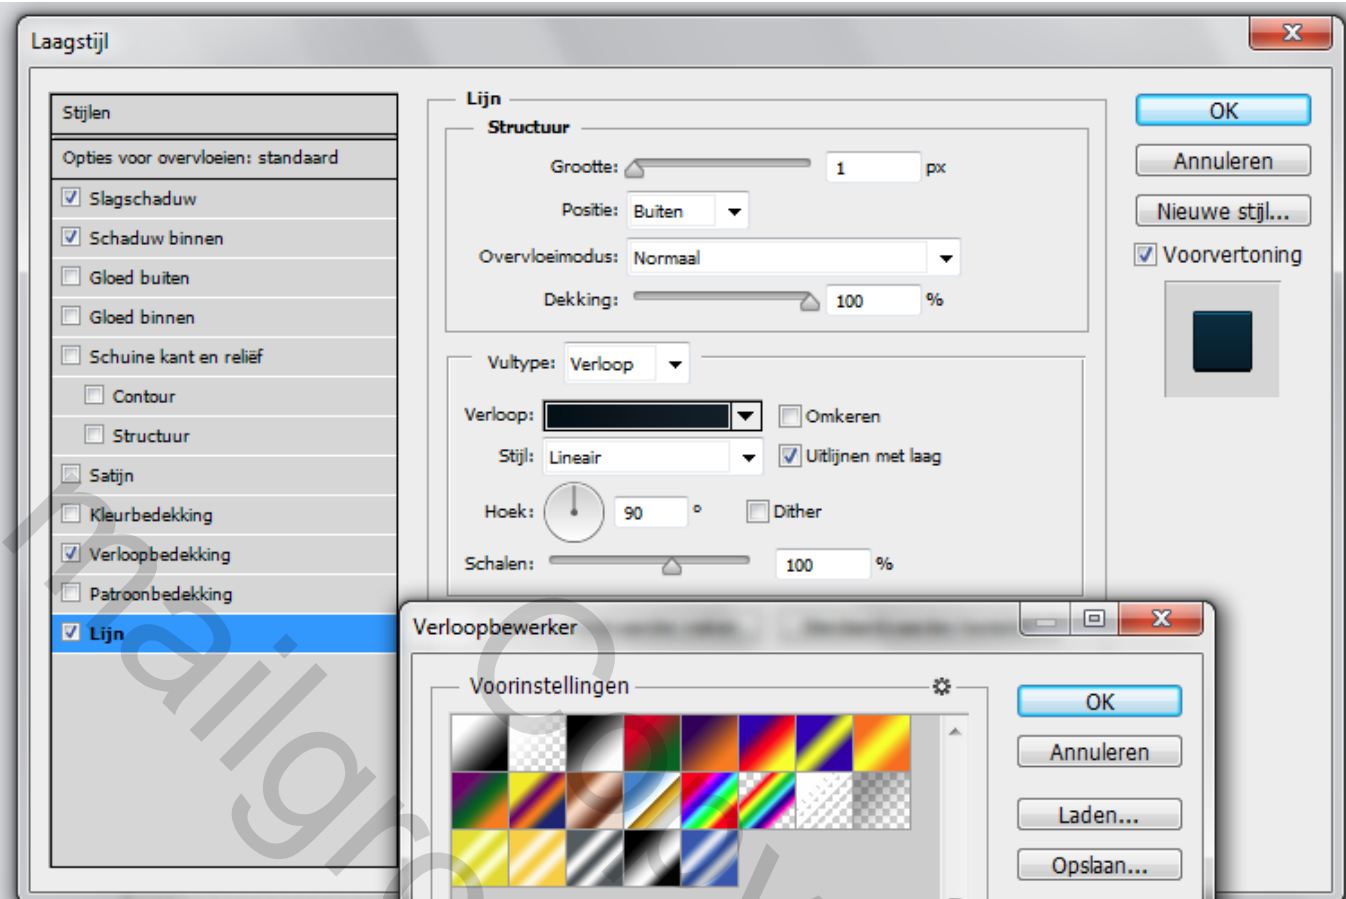 Laagstijl
Stijlen
Opties voor overvloeien: standaard
Slagschaduw
Schaduw binnen
Gloed buiten
Gloed binnen
Schuine kant en reliëf
Contour
Structuur
Satijn
Kleurbedekking
Verloopbedekking
Patroonbedekking
Lijn
Lijn
Structuur
Grootte: 1 px
Positie: Buiten
Overvloeimodus: Normaal
Dekking: 100 %
Vultype: Verloop
Verloop: Omkeren
Stijl: Lineair Uitlijnen met laag
Hoek: 90 ° Dither
Schalen: 100 %
OK
Annuleren
Nieuwe stijl...
Voorvertoning
Verloopbewerker
Voorinstellingen
OK
Annuleren
Laden...
Opslaan...